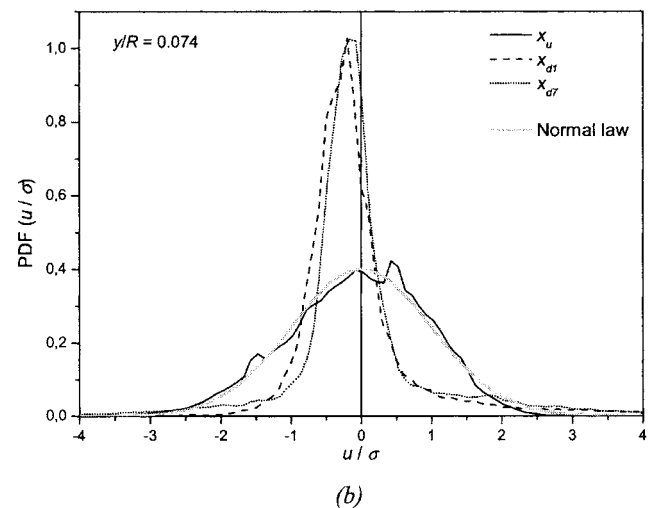 y/R = 0.074
x_u
x_d1
x_d7
Normal law
PDF (u / σ)
1,0
0,8
0,6
0,4
0,2
0,0
-4 -3 -2 -1 0 1 2 3 4
u / σ
(b)